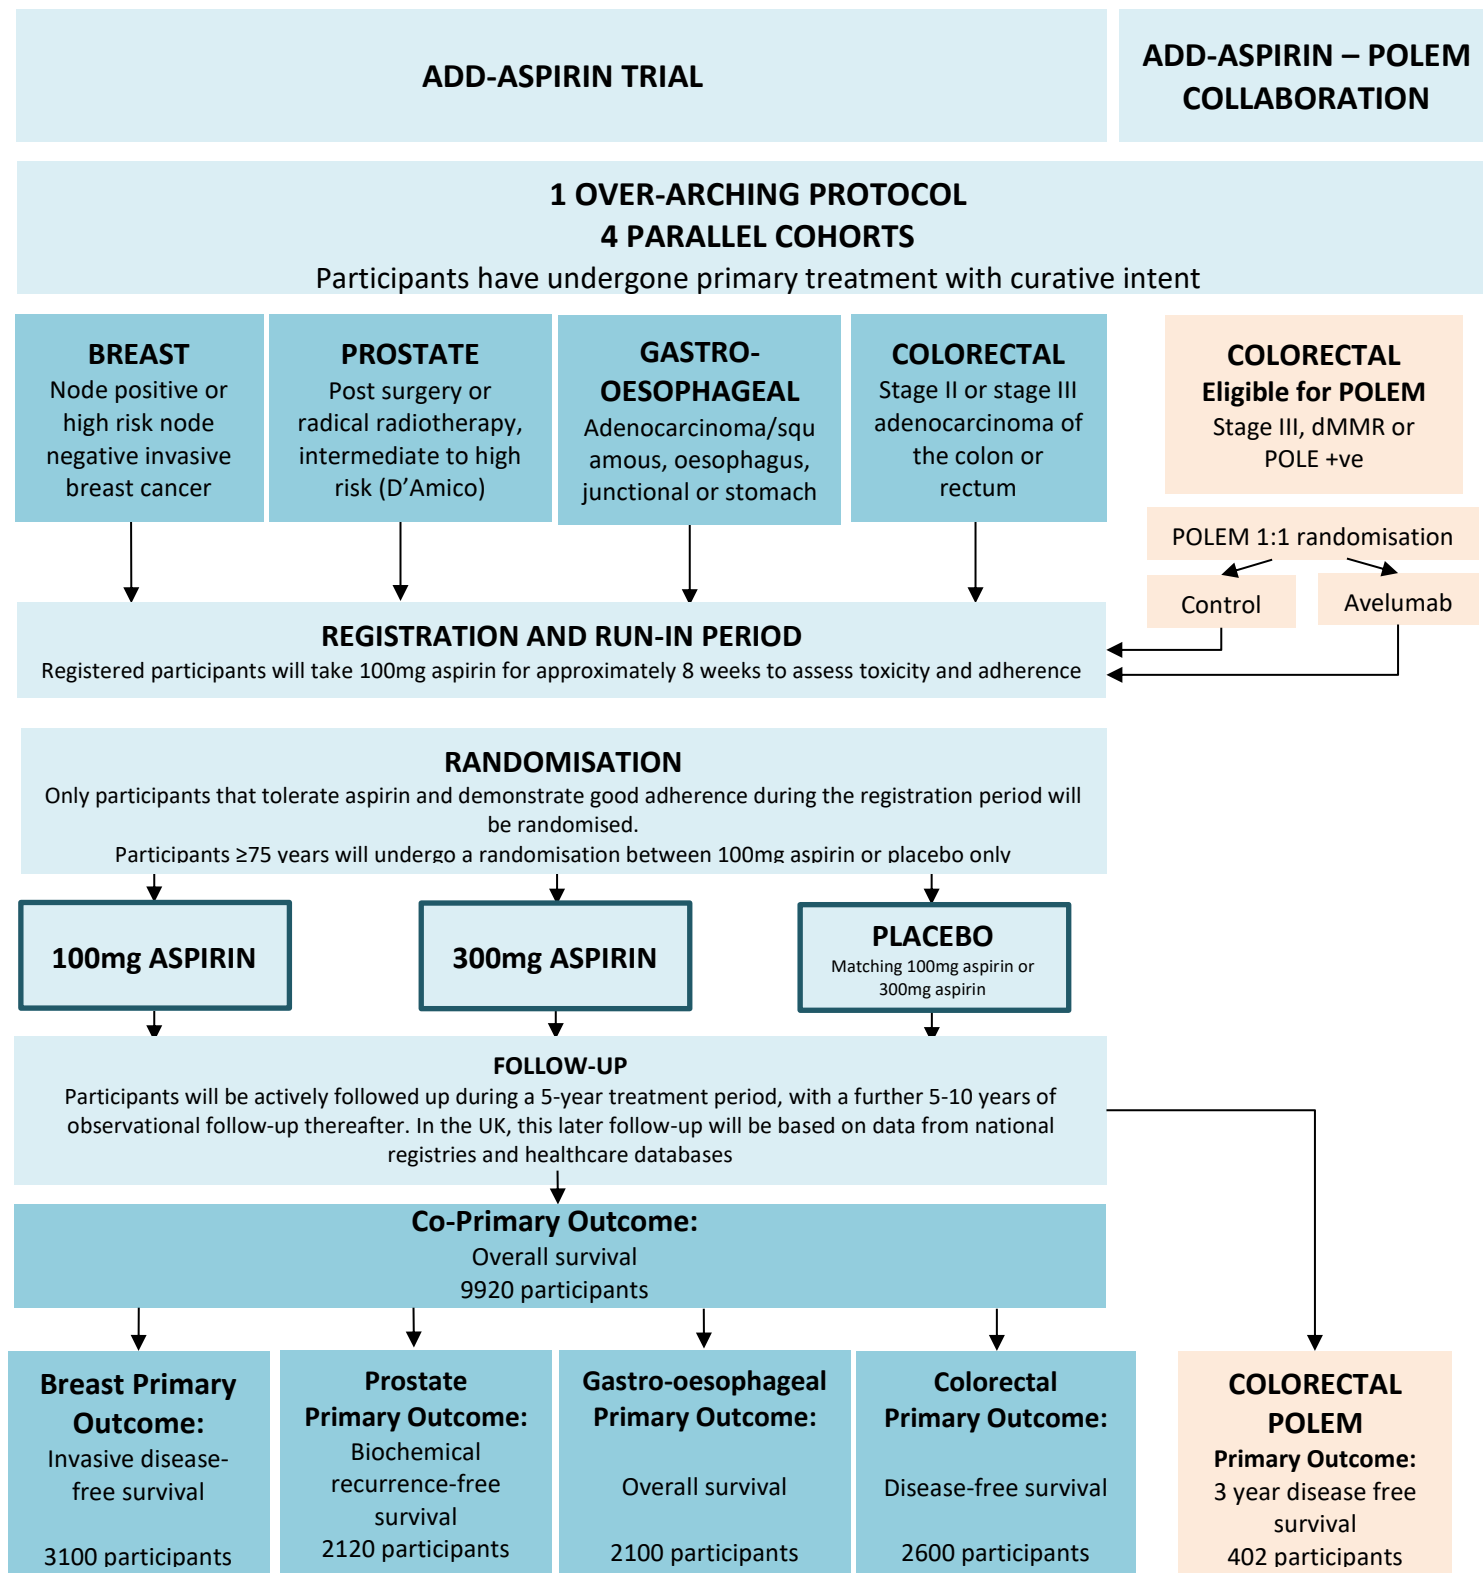 ADD-ASPIRIN TRIAL
ADD-ASPIRIN – POLEM
COLLABORATION
1 OVER-ARCHING PROTOCOL
4 PARALLEL COHORTS
Participants have undergone primary treatment with curative intent
BREAST
Node positive or
high risk node
negative invasive
breast cancer
PROSTATE
Post surgery or
radical radiotherapy,
intermediate to high
risk (D’Amico)
GASTRO-
OESOPHAGEAL
Adenocarcinoma/squ
amous, oesophagus,
junctional or stomach
COLORECTAL
Stage II or stage III
adenocarcinoma of
the colon or
rectum
COLORECTAL
Eligible for POLEM
Stage III, dMMR or
POLE +ve
POLEM 1:1 randomisation
Control
Avelumab
REGISTRATION AND RUN-IN PERIOD
Registered participants will take 100mg aspirin for approximately 8 weeks to assess toxicity and adherence
RANDOMISATION
Only participants that tolerate aspirin and demonstrate good adherence during the registration period will
be randomised.
Participants ≥75 years will undergo a randomisation between 100mg aspirin or placebo only
100mg ASPIRIN
300mg ASPIRIN
PLACEBO
Matching 100mg aspirin or
300mg aspirin
FOLLOW-UP
Participants will be actively followed up during a 5-year treatment period, with a further 5-10 years of
observational follow-up thereafter. In the UK, this later follow-up will be based on data from national
registries and healthcare databases
Co-Primary Outcome:
Overall survival
9920 participants
Breast Primary
Outcome:
Invasive disease-
free survival
3100 participants
Prostate
Primary Outcome:
Biochemical
recurrence-free
survival
2120 participants
Gastro-oesophageal
Primary Outcome:
Overall survival
2100 participants
Colorectal
Primary Outcome:
Disease-free survival
2600 participants
COLORECTAL
POLEM
Primary Outcome:
3 year disease free
survival
402 participants